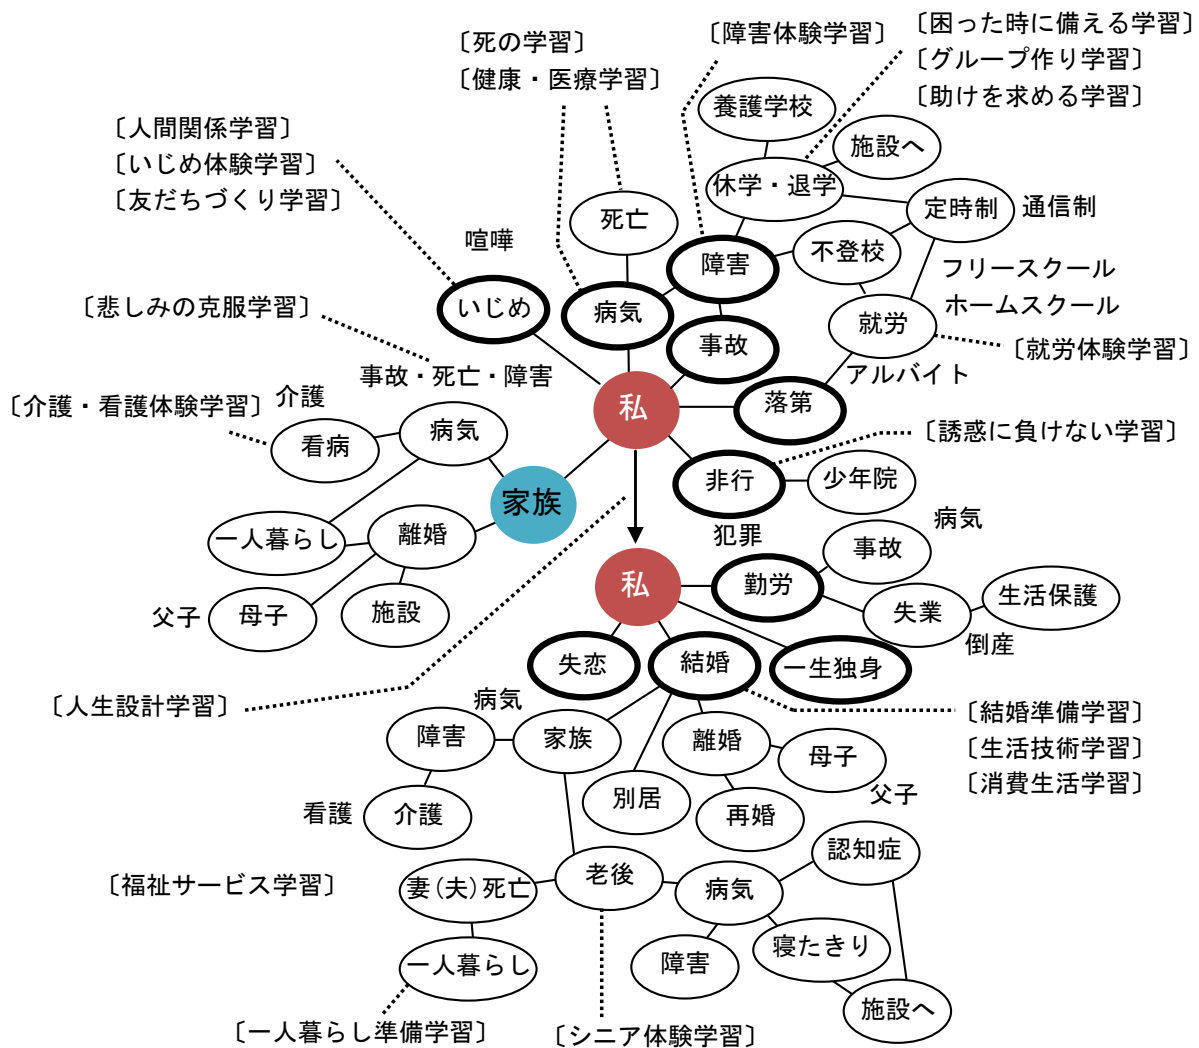 〔困った時に備える学習〕
〔グループ作り学習〕
〔助けを求める学習〕
〔障害体験学習〕
〔死の学習〕
〔健康・医療学習〕
〔人間関係学習〕
〔いじめ体験学習〕
〔友だちづくり学習〕
養護学校
施設へ
休学・退学
定時制
通信制
死亡
喧嘩
障害
不登校
フリースクール
ホームスクール
いじめ
病気
事故
就労
〔就労体験学習〕
〔悲しみの克服学習〕
事故・死亡・障害
アルバイト
〔介護・看護体験学習〕
介護
看病
病気
私
落第
〔誘惑に負けない学習〕
非行
少年院
家族
犯罪
病気
一人暮らし
離婚
事故
私
勤労
父子
母子
施設
失業
生活保護
倒産
失恋
結婚
一生独身
〔人生設計学習〕
病気
障害
家族
離婚
母子
父子
〔結婚準備学習〕
〔生活技術学習〕
〔消費生活学習〕
看護
介護
別居
再婚
認知症
〔福祉サービス学習〕
妻(夫)死亡
老後
病気
一人暮らし
障害
寝たきり
施設へ
〔一人暮らし準備学習〕
〔シニア体験学習〕